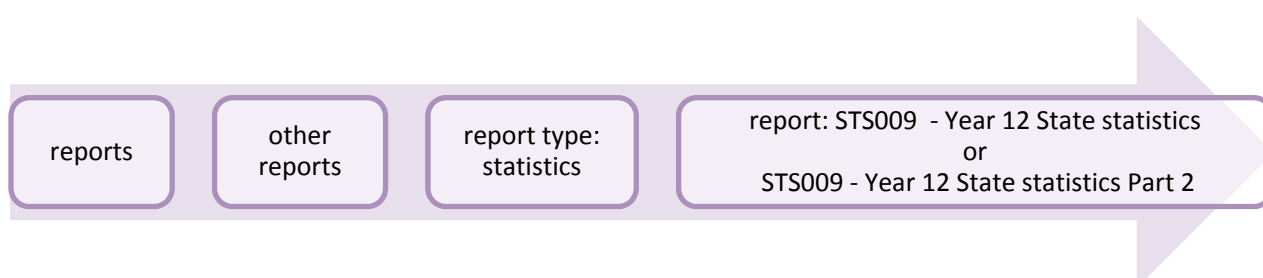 reports
other
reports
report type:
statistics
report: STS009 - Year 12 State statistics
or
STS009 - Year 12 State statistics Part 2